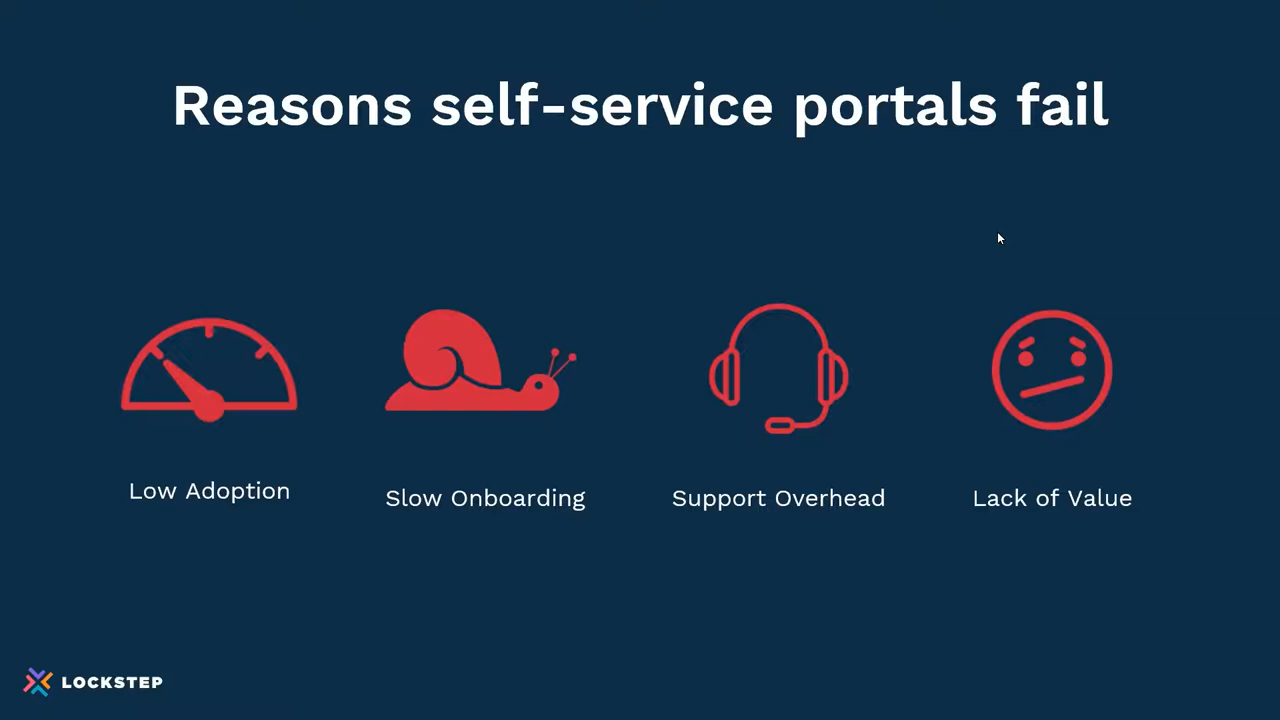 Reasons self-service portals fail
Low Adoption
Slow Onboarding
Support Overhead
Lack of Value
LOCKSTEP